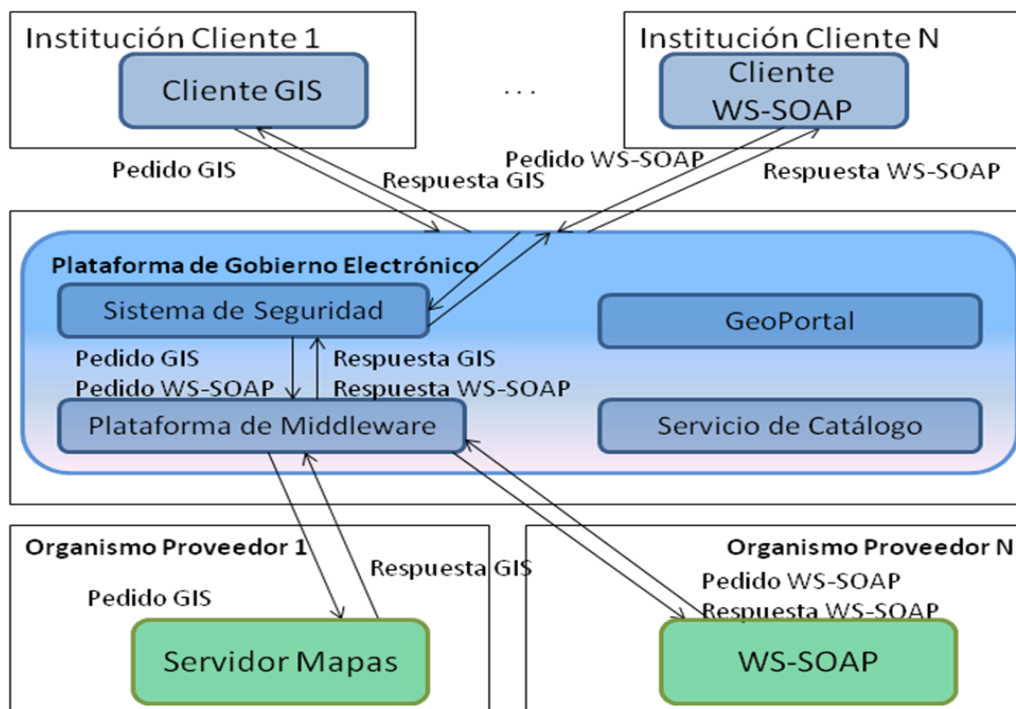 Institución Cliente 1
Cliente GIS
...
Institución Cliente N
Cliente
WS-SOAP
Pedido GIS
Respuesta GIS
Pedido WS-SOAP
Respuesta WS-SOAP
Plataforma de Gobierno Electrónico
Sistema de Seguridad
GeoPortal
Pedido GIS
Pedido WS-SOAP
Respuesta GIS
Respuesta WS-SOAP
Plataforma de Middleware
Servicio de Catálogo
Organismo Proveedor 1
Respuesta GIS
Pedido GIS
Servidor Mapas
Organismo Proveedor N
Pedido WS-SOAP
Respuesta WS-SOAP
WS-SOAP